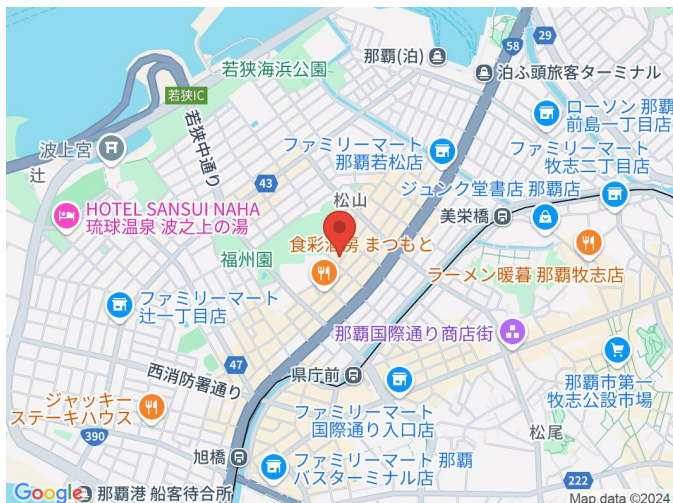 那覇(泊)
58
29
若狭海浜公園
泊ふ頭旅客ターミナル
若狭IC
ローソン 那覇
前島一丁目店
若狭中通り
ファミリーマート
那覇若松店
波上宮
ファミリーマート
牧志二丁目店
辻
43
松山
ジュンク堂書店 那覇店
HOTEL SANSUI NAHA
琉球温泉 波之上の湯
美栄橋
食彩酒房 まつもと
福州園
ラーメン暖暮 那覇牧志店
ファミリーマート
辻一丁目店
那覇国際通り商店街
47
西消防署通り
県庁前
那覇市第一
牧志公設市場
ジャッキー
ステーキハウス
ファミリーマート
国際通り入口店
松尾
390
旭橋
ファミリーマート 那覇
バスターミナル店
222
Google
那覇港 船客待合所
Map data ©2024